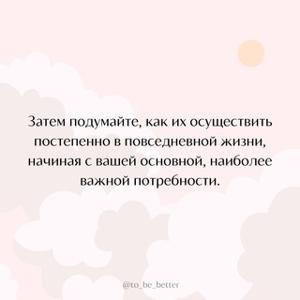 Затем подумайте, как их осуществить
постепенно в повседневной жизни,
начиная с вашей основной, наиболее
важной потребности.
@to_be_better